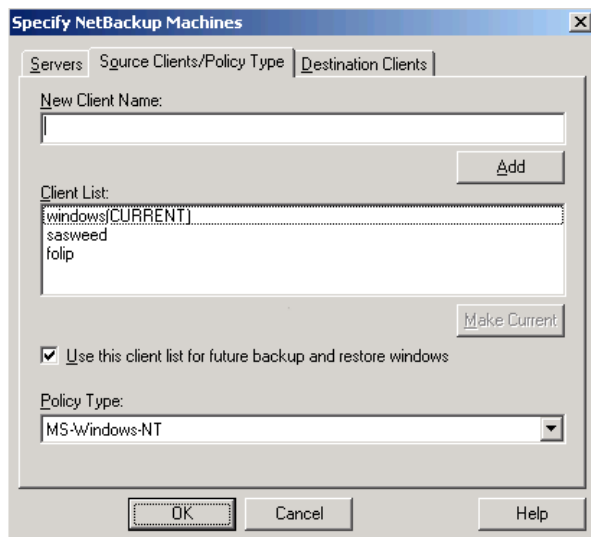 Specify NetBackup Machines
Servers
Source Clients/Policy Type
Destination Clients
New Client Name:
Add
Client List:
windows(CURRENT)
sasweed
folip
Make Current
Use this client list for future backup and restore windows
Policy Type:
MS-Windows-NT
OK
Cancel
Help